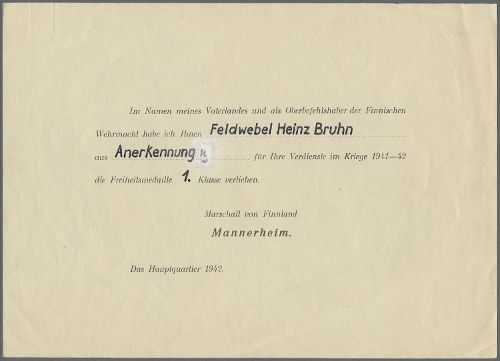 Im Namen meines Vaterlandes und als Oberbefehlshaber der Finnischen
Wehrmacht habe ich Ihnen Feldwebel Heinz Bruhn
aus Anerkennung für Ihre Verdienste im Kriege 1941—42
die Freiheitsmedaille 1. Klasse verliehen.
Marschall von Finnland
Mannerheim.
Das Hauptquartier 1942.